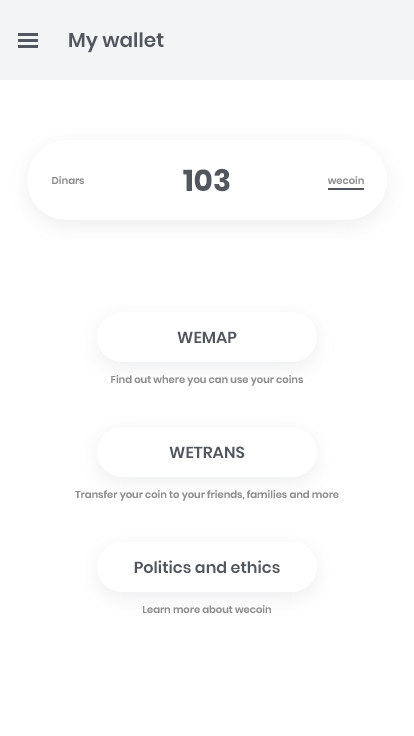 My wallet
Dinars 103 wecoin
WEMAP
Find out where you can use your coins
WETRANS
Transfer your coin to your friends, families and more
Politics and ethics
Learn more about wecoin